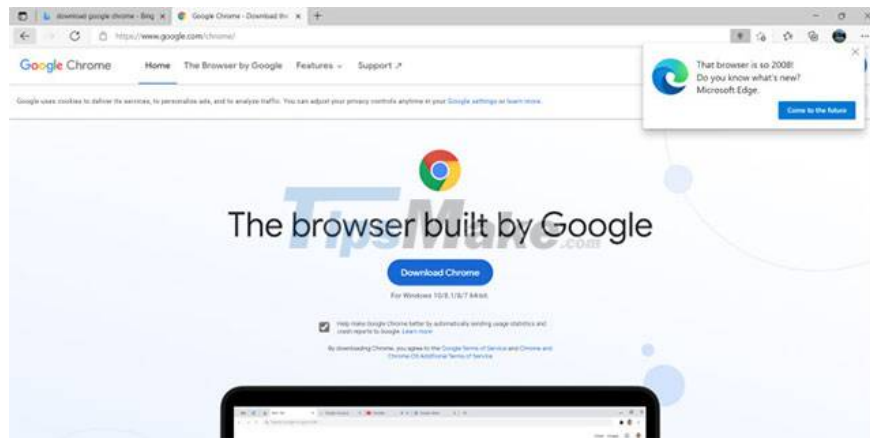 download google chrome - Bing
Google Chrome - Download the
https://www.google.com/chrome/
Google Chrome
Home
The Browser by Google
Features
Support
That browser is so 2008!
Do you know what's new?
Microsoft Edge.
Come to the future
Google uses cookies to deliver its services, to personalize ads, and to analyze traffic. You can adjust your privacy controls anytime in your Google settings or learn more.
The browser built by Google
TipsMake.com
Download Chrome
For Windows 10/8.1/8/7 64-bit.
Help make Google Chrome better by automatically sending usage statistics and
crash reports to Google. Learn more
By downloading Chrome, you agree to the Google Terms of Service and Chrome and
Chrome OS Additional Terms of Service